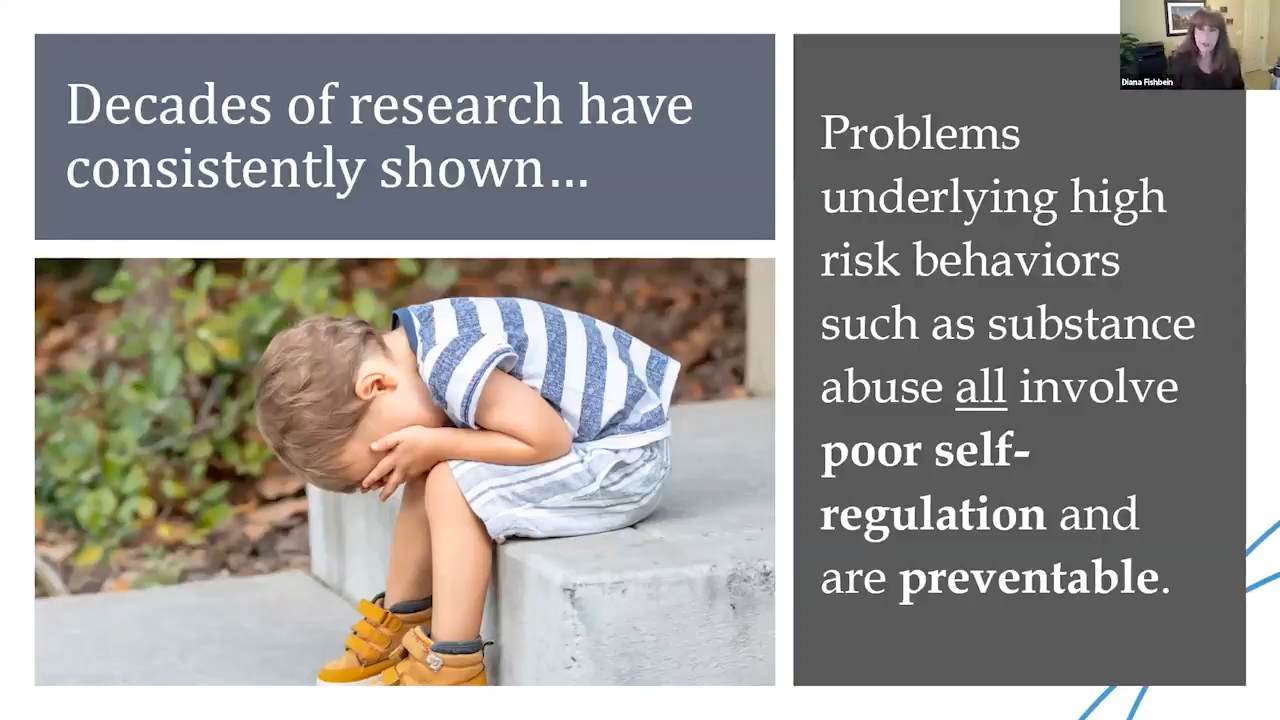 Decades of research have
consistently shown…
Diana Fishbein
Problems
underlying high
risk behaviors
such as substance
abuse all involve
poor self-
regulation and
are preventable.